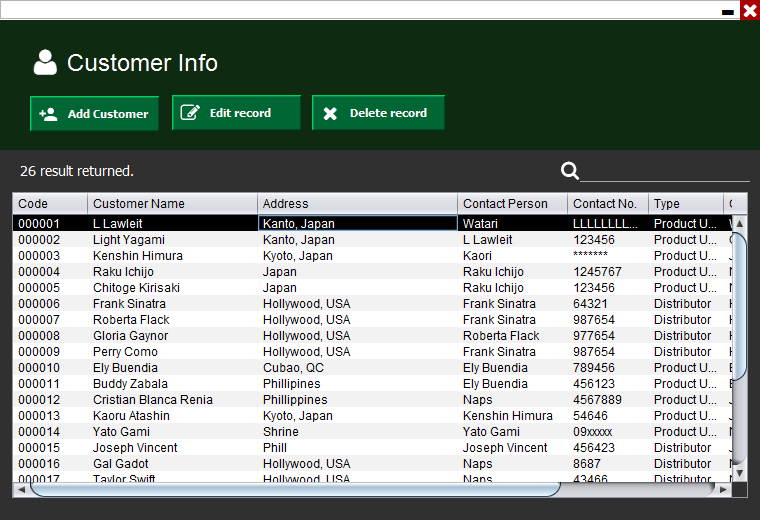 Customer Info
Add Customer Edit record Delete record
26 result returned.
Code Customer Name Address Contact Person Contact No. Type
000001 L Lawleit Kanto, Japan Watari LLLLLLLL... Product U...
000002 Light Yagami Kanto, Japan L Lawleit 123456 Product U...
000003 Kenshin Himura Kyoto, Japan Kaori ******* Product U...
000004 Raku Ichijo Japan Raku Ichijo 1245767 Product U...
000005 Chitoge Kirisaki Japan Raku Ichijo 123456 Product U...
000006 Frank Sinatra Hollywood, USA Frank Sinatra 64321 Distributor
000007 Roberta Flack Hollywood, USA Frank Sinatra 987654 Distributor
000008 Gloria Gaynor Hollywood, USA Roberta Flack 977654 Distributor
000009 Perry Como Hollywood, USA Frank Sinatra 987654 Distributor
000010 Ely Buendia Cubao, QC Ely Buendia 789456 Product U...
000011 Buddy Zabala Phillipines Ely Buendia 456123 Product U...
000012 Cristian Blanca Renia Phillippines Naps 4567889 Product U...
000013 Kaoru Atashin Kyoto, Japan Kenshin Himura 54646 Product U...
000014 Yato Gami Shrine Yato Gami 09xxxxx Product U...
000015 Joseph Vincent Phill Joseph Vincent 456423 Distributor
000016 Gal Gadot Hollywood, USA Naps 8687 Distributor
000017 Taylor Swift Hollywood, USA Naps 43466 Product U...